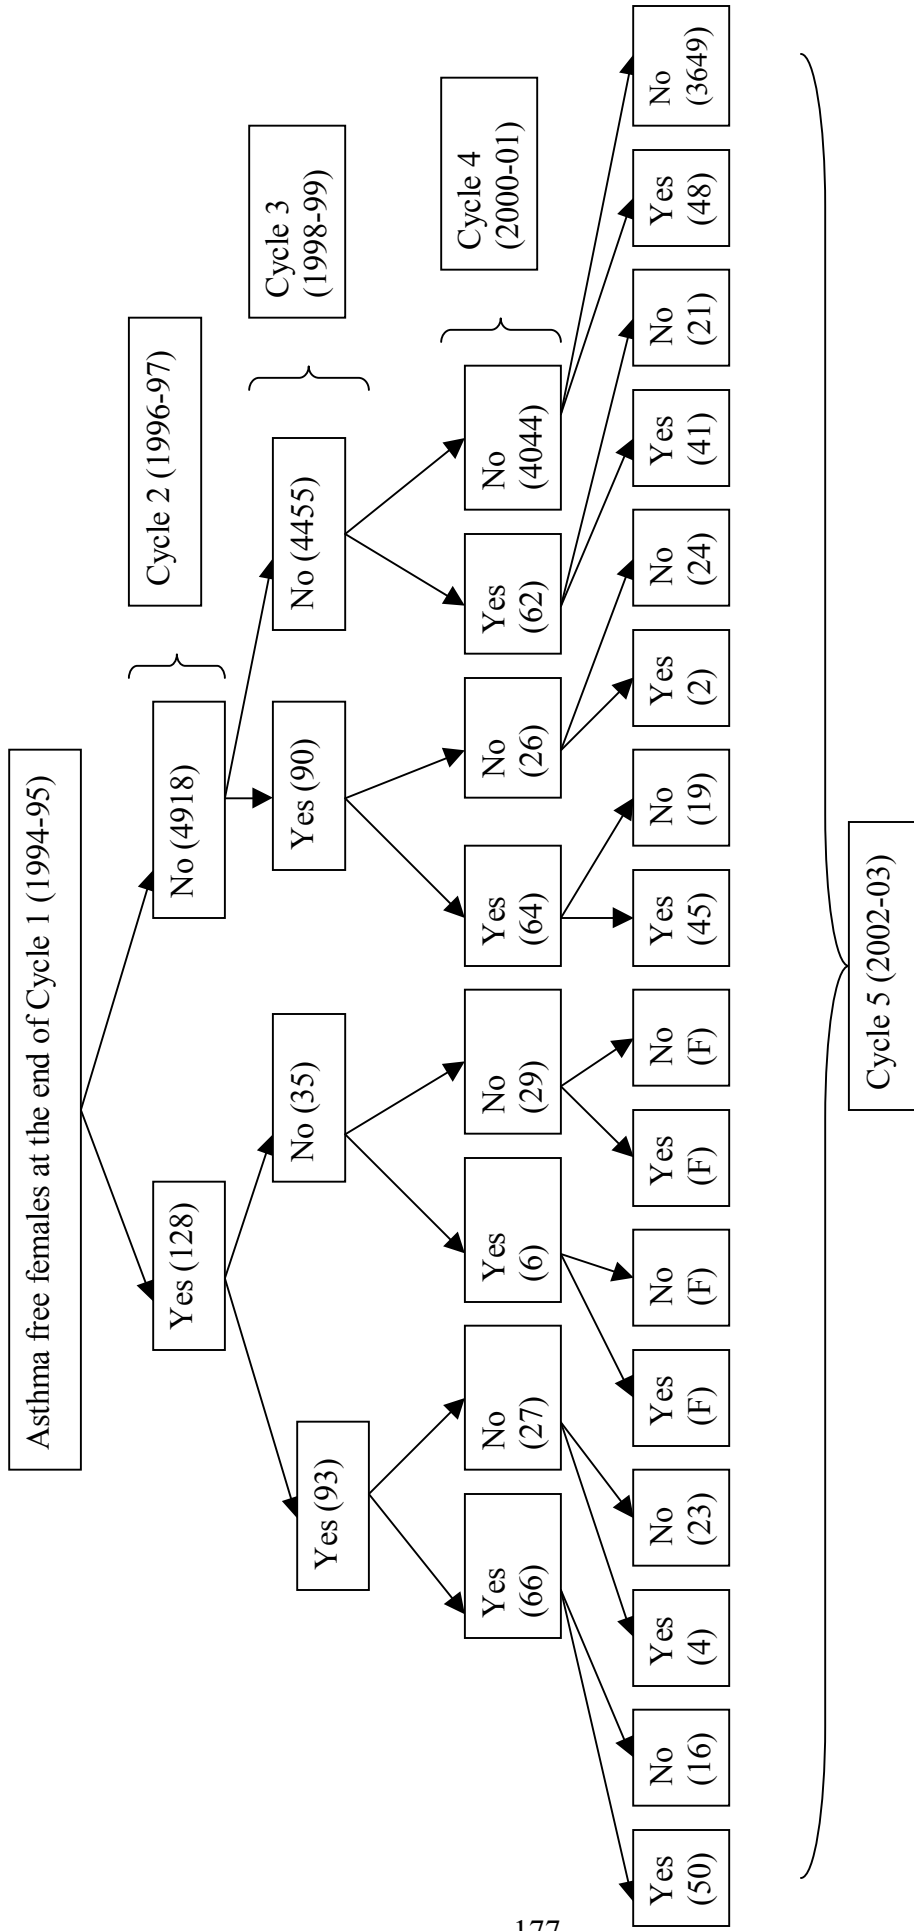 Asthma free females at the end of Cycle 1 (1994-95)
Cycle 2 (1996-97)
Yes (128)
No (4918)
Cycle 3
(1998-99)
Yes (93)
No (35)
Yes (90)
No (4455)
Cycle 4
(2000-01)
Yes
(66)
No
(27)
Yes
(6)
No
(29)
Yes
(64)
No
(26)
Yes
(62)
No
(4044)
Yes
(50)
No
(16)
Yes
(4)
No
(23)
Yes
(F)
No
(F)
Yes
(F)
No
(F)
Yes
(45)
No
(19)
Yes
(2)
No
(24)
Yes
(41)
No
(21)
Yes
(48)
No
(3649)
Cycle 5 (2002-03)
177